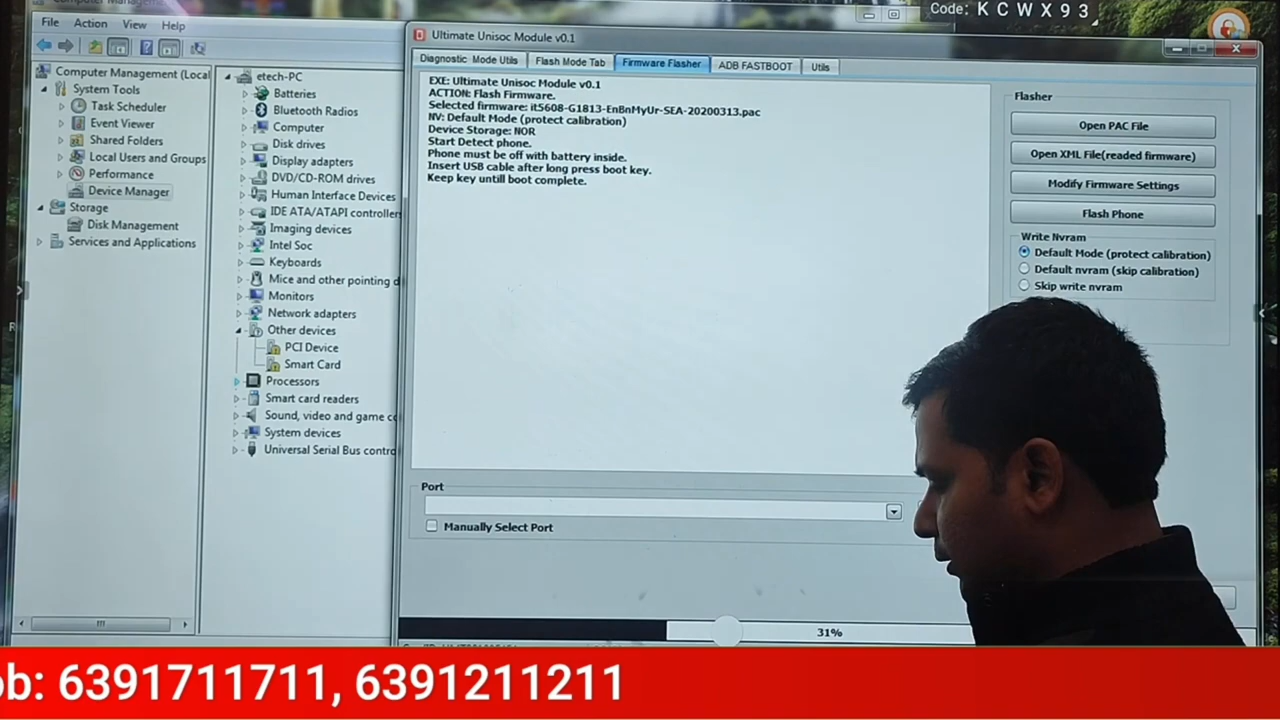 Code: K C W X 9 3
File Action View Help
Computer Management (Local
System Tools
Task Scheduler
Event Viewer
Shared Folders
Local Users and Groups
Performance
Device Manager
Storage
Disk Management
Services and Applications
etech-PC
Batteries
Bluetooth Radios
Computer
Disk drives
Display adapters
DVD/CD-ROM drives
Human Interface Devices
IDE ATA/ATAPI controller
Imaging devices
Intel Soc
Keyboards
Mice and other pointing d
Monitors
Network adapters
Other devices
PCI Device
Smart Card
Processors
Smart card readers
Sound, video and game co
System devices
Universal Serial Bus contro
Ultimate Unisoc Module v0.1
Diagnostic Mode Utils Flash Mode Tab Firmware Flasher ADB FASTBOOT Utils
EXE: Ultimate Unisoc Module v0.1
ACTION: Flash Firmware.
Selected firmware: it5608-G1813-EnBnMyUr-SEA-20200313.pac
NV: Default Mode (protect calibration)
Device Storage: NOR
Start Detect phone.
Phone must be off with battery inside.
Insert USB cable after long press boot key.
Keep key untill boot complete.
Flasher
Open PAC File
Open XML File(readed firmware)
Modify Firmware Settings
Flash Phone
Write Nvram
Default Mode (protect calibration)
Default nvram (skip calibration)
Skip write nvram
Port
Manually Select Port
31%
ob: 6391711711, 6391211211